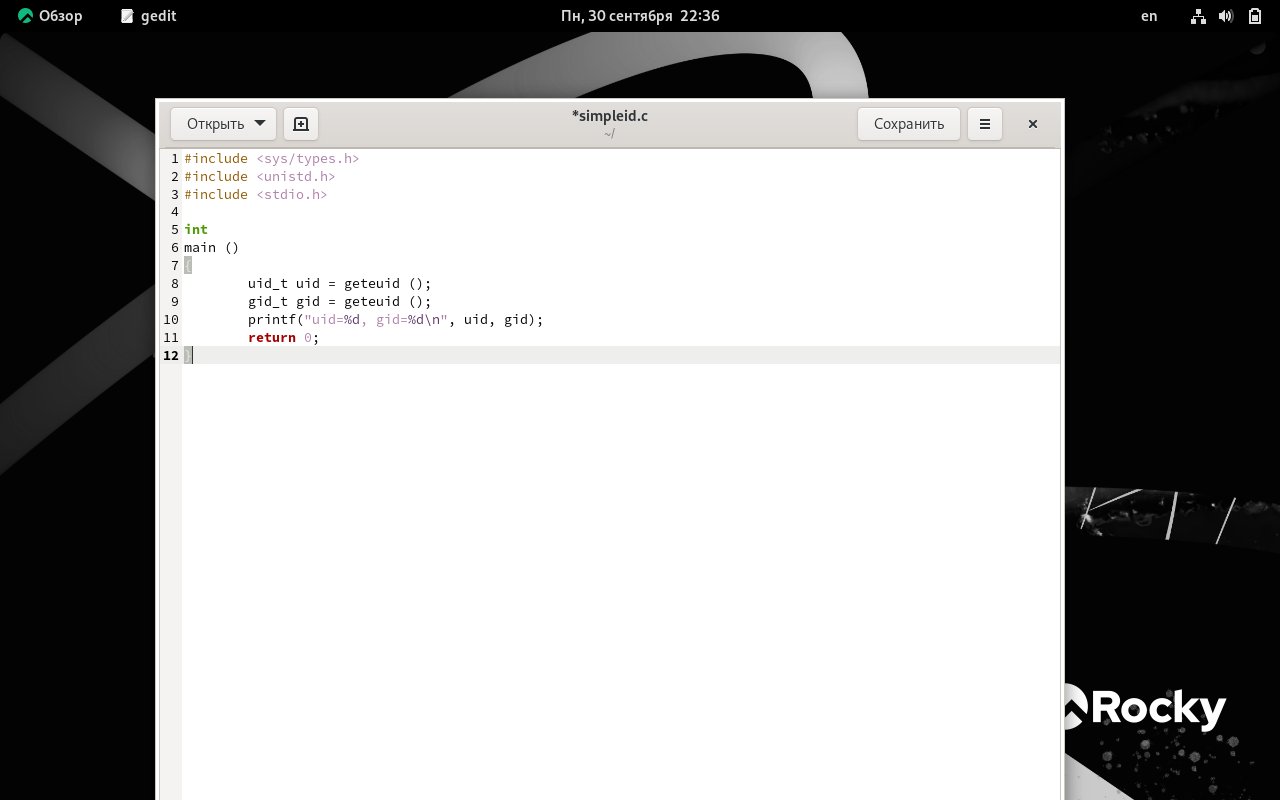 Обзор gedit Пн, 30 сентября 22:36 en
Открыть *simpleid.c Сохранить
~/
1 #include <sys/types.h>
2 #include <unistd.h>
3 #include <stdio.h>
4
5 int
6 main ()
7 {
8 uid_t uid = geteuid ();
9 gid_t gid = geteuid ();
10 printf("uid=%d, gid=%d\n", uid, gid);
11 return 0;
12 }
Rocky